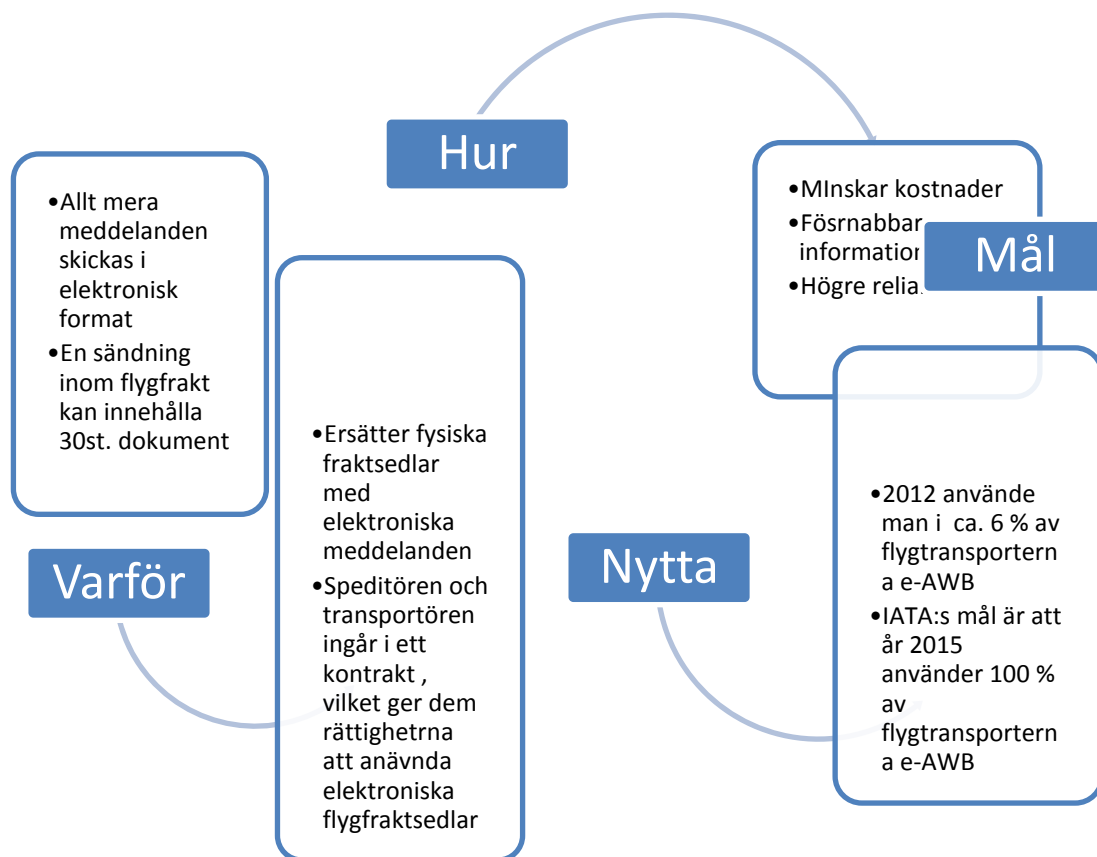 Varför
•Allt mera
meddelanden
skickas i
elektronisk
format
•En sändning
inom flygfrakt
kan innehålla
30st. dokument
Hur
•Ersätter fysiska
fraktsedlar
med
elektroniska
meddelanden
•Speditören och
transportören
ingår i ett
kontrakt ,
vilket ger dem
rättighetrna
att anävnda
elektroniska
flygfraktsedlar
Nytta
•MInskar kostnader
•Fösrnabbar
information
•Högre
Mål
•2012 använde
man i ca. 6 % av
flygtransportern
a e-AWB
•IATA:s mål är att
år 2015
använder 100 %
av
flygtransportern
a e-AWB